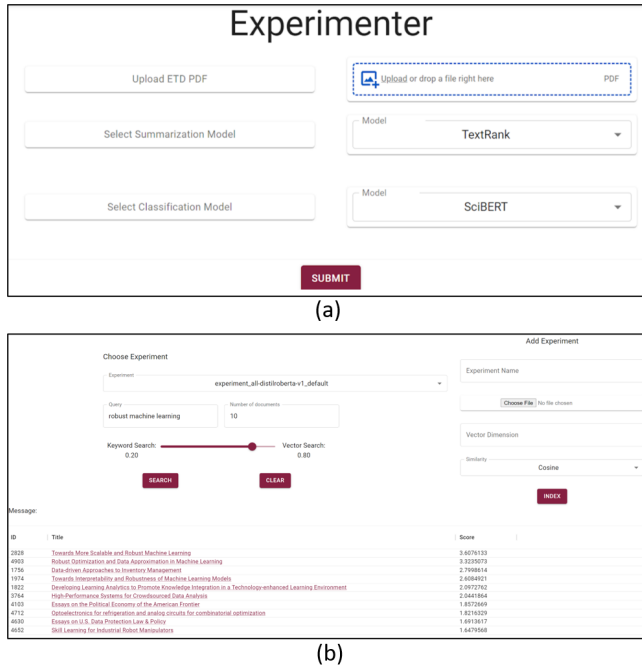 Experimenter
Upload ETD PDF
Upload or drop a file right here PDF
Select Summarization Model
Model
TextRank
Select Classification Model
Model
SciBERT
SUBMIT
(a)
Choose Experiment
Experiment
experiment_all-distilroberta-v1_default
Query
robust machine learning
Number of documents
10
Keyword Search:
0.20
Vector Search:
0.80
SEARCH
CLEAR
Add Experiment
Experiment Name
Choose File No file chosen
Vector Dimension
Similarity
Cosine
INDEX
Message:
ID Title Score
2828 Towards More Scalable and Robust Machine Learning 3.6076133
4903 Robust Optimization and Data Approximation in Machine Learning 3.3235073
1756 Data-driven Approaches to Inventory Management 2.7998614
1974 Towards Interpretability and Robustness of Machine Learning Models 2.6084921
1822 Developing Learning Analytics to Promote Knowledge Integration in a Technology-enhanced Learning Environment 2.0972762
3764 High-Performance Systems for Crowdsourced Data Analysis 2.0441864
4103 Essays on the Political Economy of the American Frontier 1.8572669
4712 Optoelectronics for refrigeration and analog circuits for combinatorial optimization 1.8216329
4630 Essays on U.S. Data Protection Law & Policy 1.6913617
4652 Skill Learning for Industrial Robot Manipulators 1.6479568
(b)